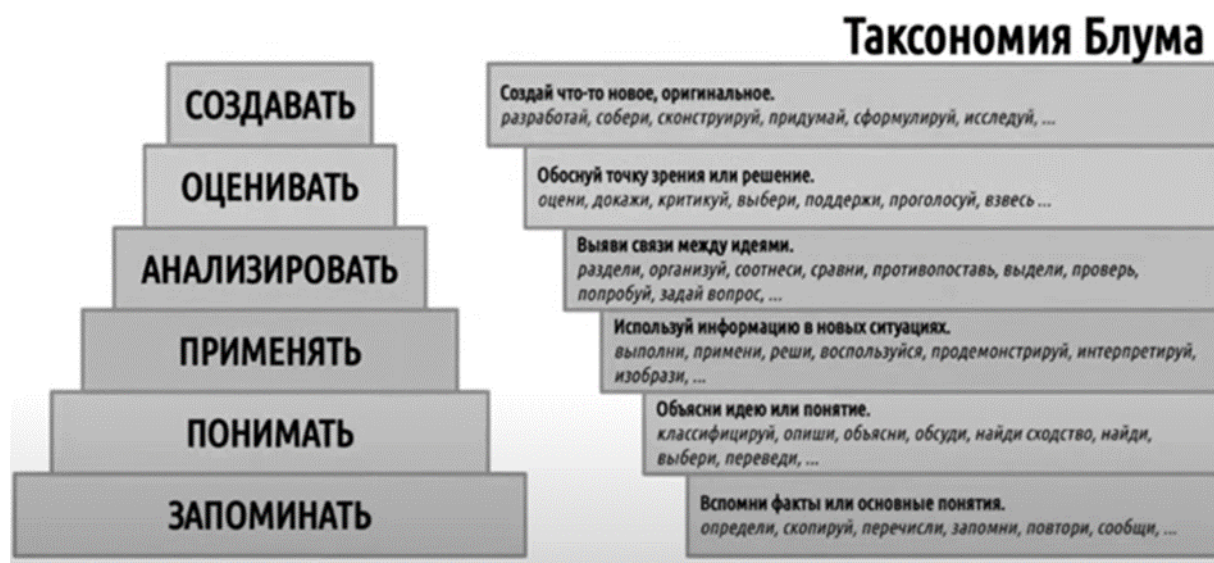 Таксономия Блума
СОЗДАВАТЬ
Создай что-то новое, оригинальное.
разработай, собери, сконструируй, придумай, сформулируй, исследуй, ...
ОЦЕНИВАТЬ
Обоснуй точку зрения или решение.
оцени, докажи, критикуй, выбери, поддержи, проголосуй, взвесь ...
АНАЛИЗИРОВАТЬ
Выяви связи между идеями.
раздели, организуй, соотнеси, сравни, противопоставь, выдели, проверь,
попробуй, задай вопрос, ...
ПРИМЕНЯТЬ
Используй информацию в новых ситуациях.
выполни, примени, реши, воспользуйся, продемонстрируй, интерпретируй,
изобрази, ...
ПОНИМАТЬ
Объясни идею или понятие.
классифицируй, опиши, объясни, обсуди, найди сходство, найди,
выбери, переведи, ...
ЗАПОМИНАТЬ
Вспомни факты или основные понятия.
определи, скопируй, перечисли, запомни, повтори, сообщи, ...